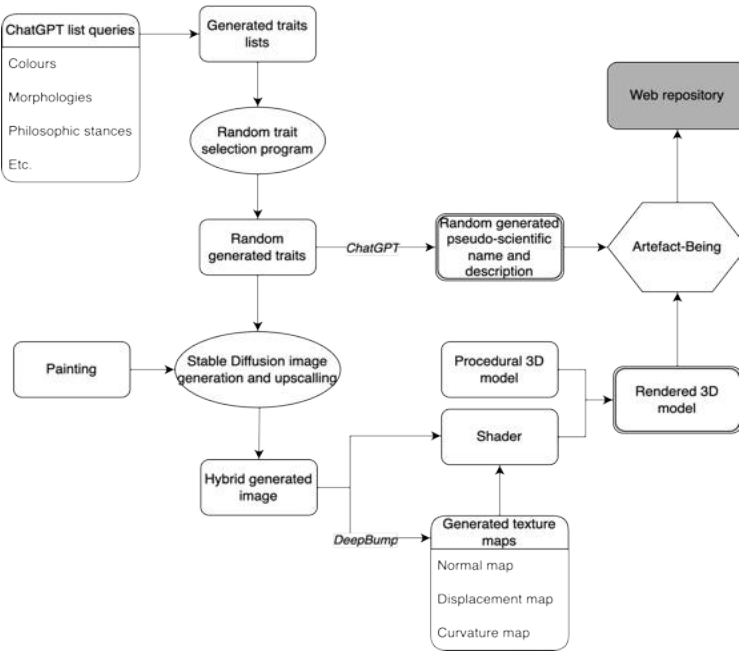 ChatGPT list queries
Colours
Morphologies
Philosophic stances
Etc.
Generated traits
lists
Random trait
selection program
Random
generated traits
ChatGPT
Random generated
pseudo-scientific
name and
description
Artefact-Being
Web repository
Painting
Stable Diffusion image
generation and upscalling
Procedural 3D
model
Rendered 3D
model
Shader
Hybrid generated
image
DeepBump
Generated texture
maps
Normal map
Displacement map
Curvature map